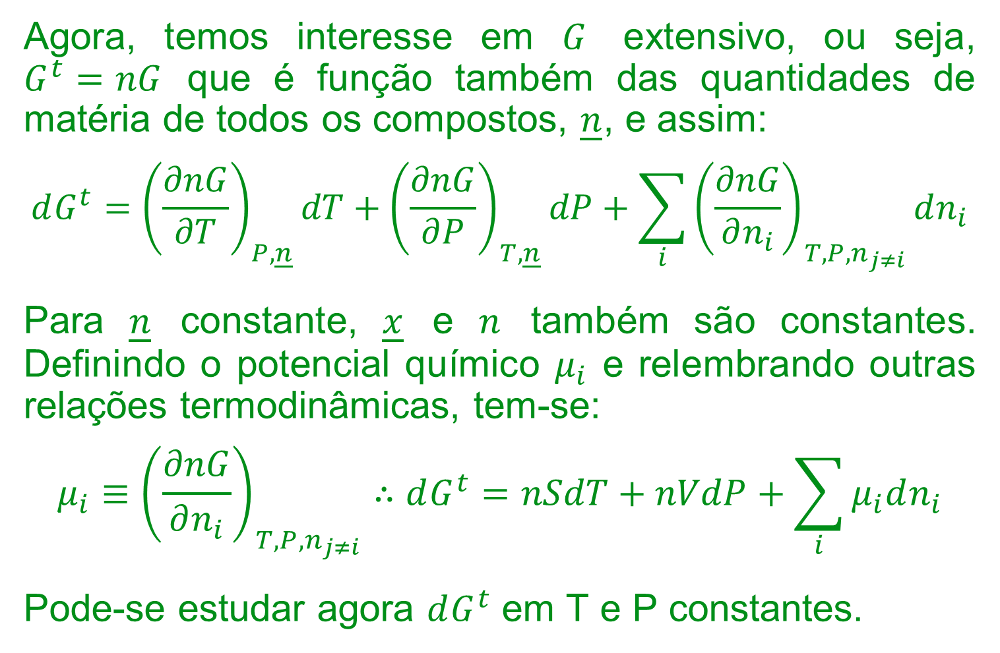 Agora, temos interesse em $G$ extensivo, ou seja,
$G^t = nG$ que é função também das quantidades de
matéria de todos os compostos, $\underline{n}$, e assim:
$dG^t = \left(\frac{\partial nG}{\partial T}\right)_{P,\underline{n}} dT + \left(\frac{\partial nG}{\partial P}\right)_{T,\underline{n}} dP + \sum_i \left(\frac{\partial nG}{\partial n_i}\right)_{T,P,n_{j \neq i}} dn_i$
Para $\underline{n}$ constante, $\underline{x}$ e $n$ também são constantes.
Definindo o potencial químico $\mu_i$ e relembrando outras
relações termodinâmicas, tem-se:
$\mu_i \equiv \left(\frac{\partial nG}{\partial n_i}\right)_{T,P,n_{j \neq i}} \therefore dG^t = nSdT + nVdP + \sum_i \mu_i dn_i$
Pode-se estudar agora $dG^t$ em T e P constantes.